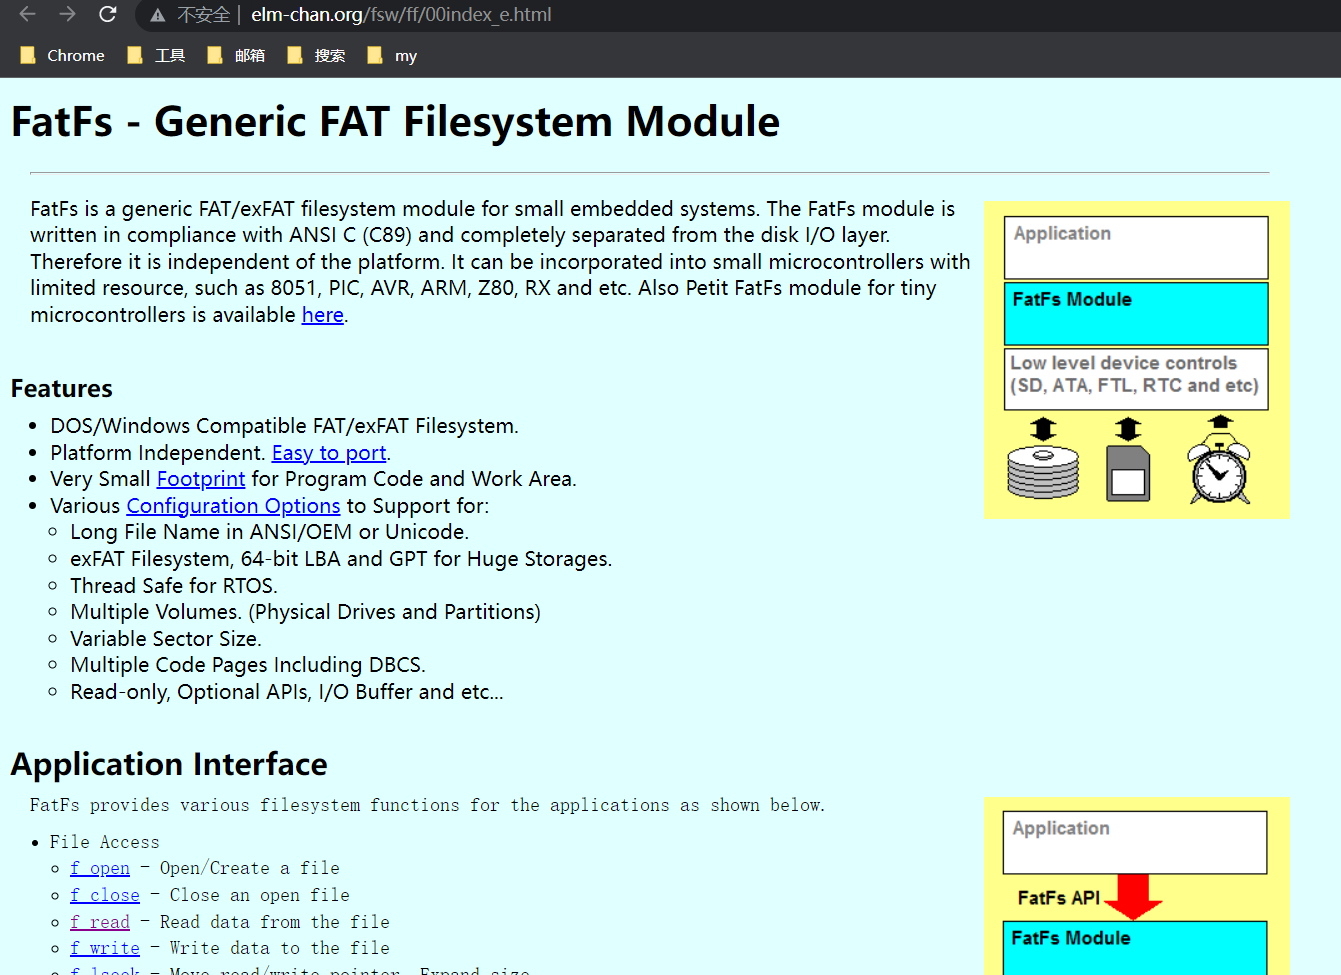 不安全 elm-chan.org/fsw/ff/00index_e.html
Chrome 工具 邮箱 搜索 my
FatFs - Generic FAT Filesystem Module
FatFs is a generic FAT/exFAT filesystem module for small embedded systems. The FatFs module is
written in compliance with ANSI C (C89) and completely separated from the disk I/O layer.
Therefore it is independent of the platform. It can be incorporated into small microcontrollers with
limited resource, such as 8051, PIC, AVR, ARM, Z80, RX and etc. Also Petit FatFs module for tiny
microcontrollers is available here.
Application
FatFs Module
Low level device controls
(SD, ATA, FTL, RTC and etc)
Features
DOS/Windows Compatible FAT/exFAT Filesystem.
Platform Independent. Easy to port.
Very Small Footprint for Program Code and Work Area.
Various Configuration Options to Support for:
Long File Name in ANSI/OEM or Unicode.
exFAT Filesystem, 64-bit LBA and GPT for Huge Storages.
Thread Safe for RTOS.
Multiple Volumes. (Physical Drives and Partitions)
Variable Sector Size.
Multiple Code Pages Including DBCS.
Read-only, Optional APIs, I/O Buffer and etc...
Application Interface
FatFs provides various filesystem functions for the applications as shown below.
File Access
f_open - Open/Create a file
f_close - Close an open file
f_read - Read data from the file
f_write - Write data to the file
f_lseek - Move read/write pointer, Expand size
Application
FatFs API
FatFs Module